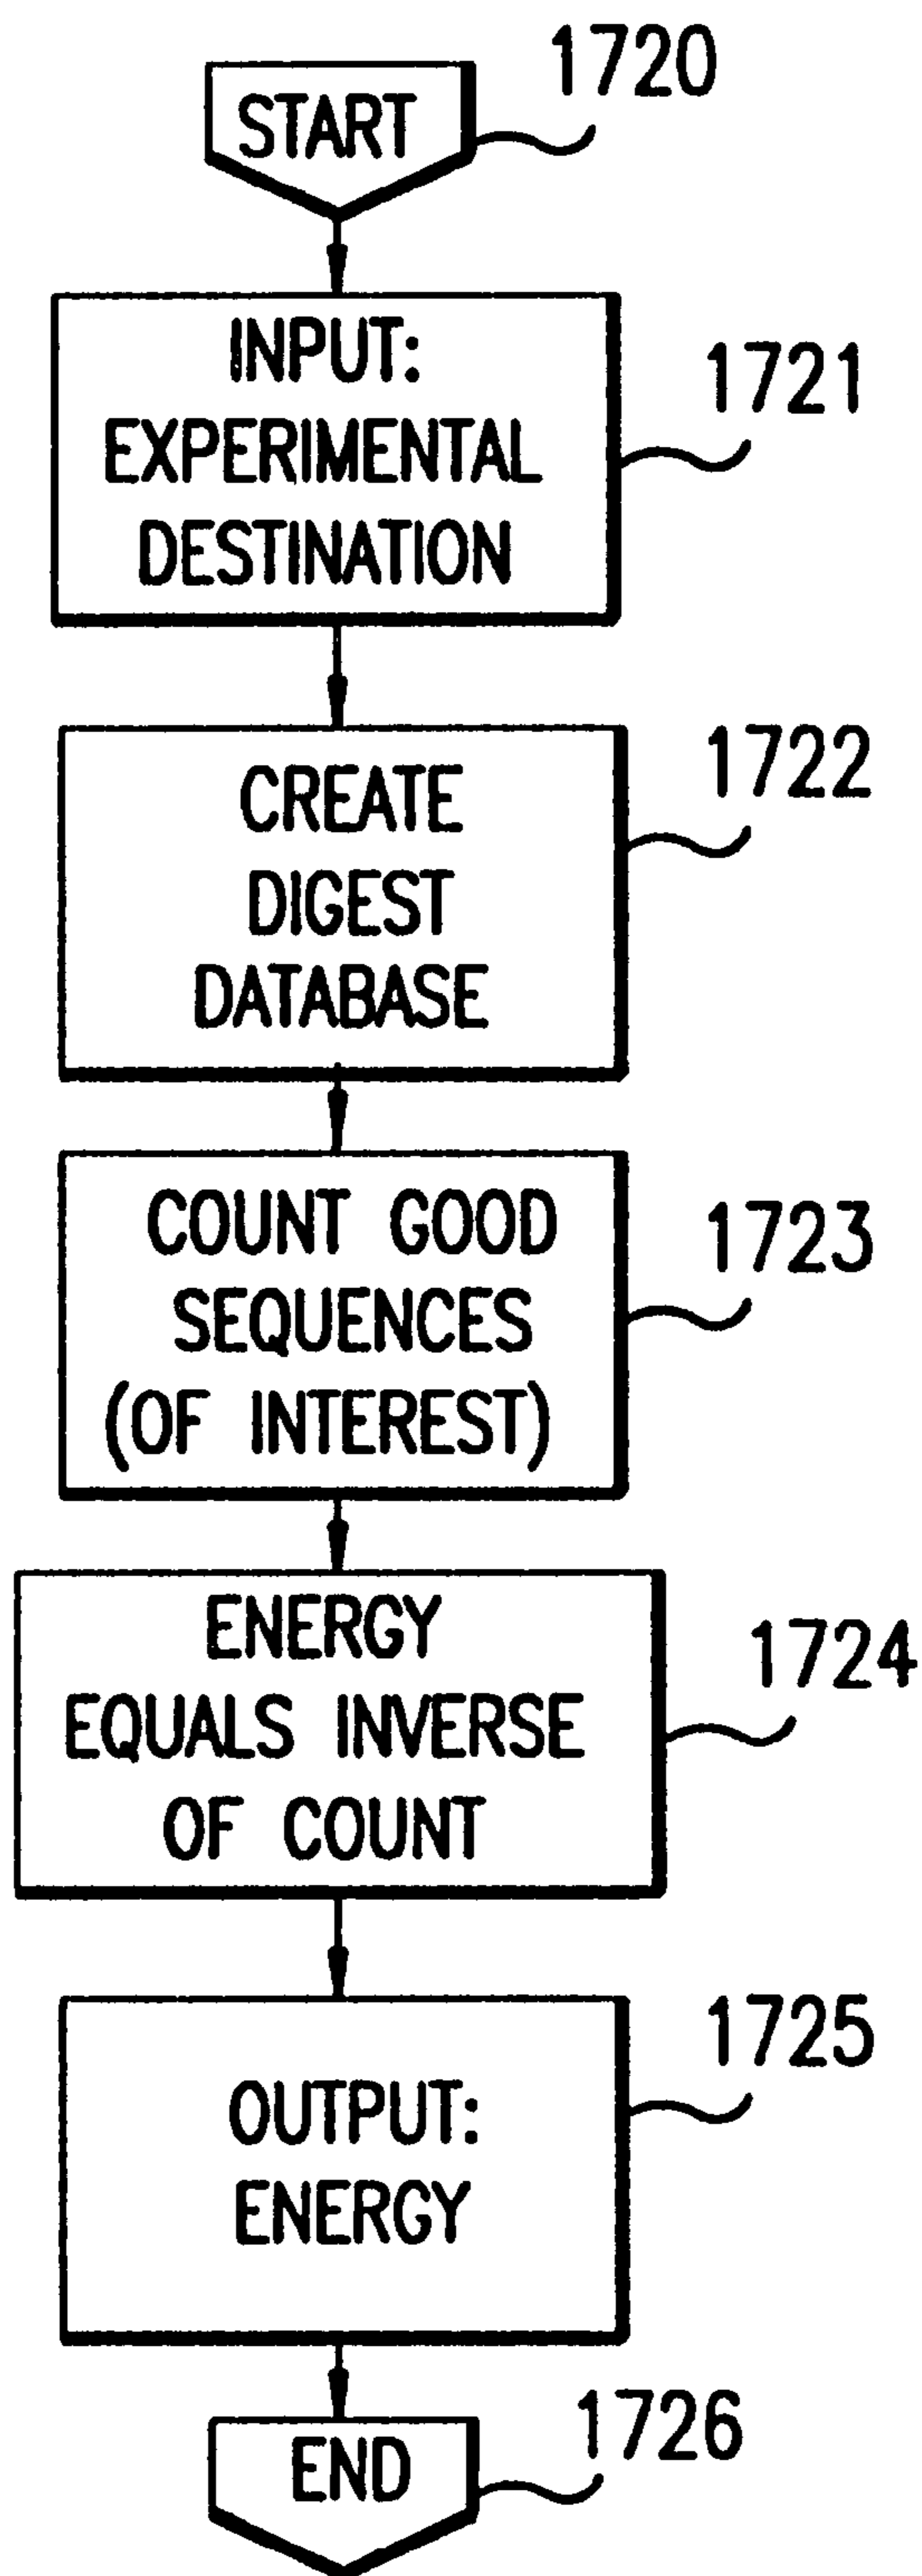 1720
START
INPUT:
EXPERIMENTAL
DESTINATION
1721
CREATE
DIGEST
DATABASE
1722
COUNT GOOD
SEQUENCES
(OF INTEREST)
1723
ENERGY
EQUALS INVERSE
OF COUNT
1724
OUTPUT:
ENERGY
1725
END
1726